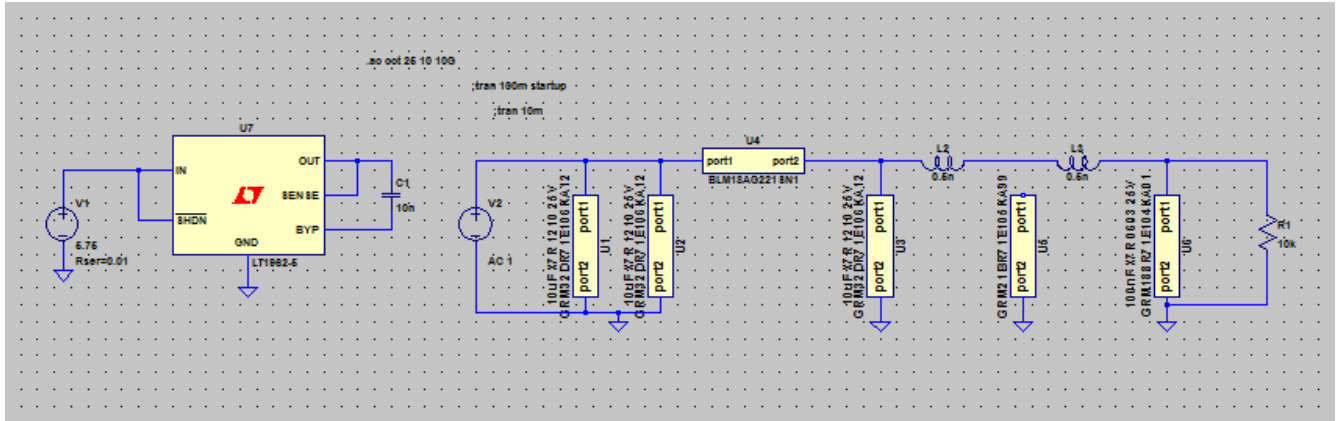 .ac oct 25 10 10G
;tran 100m startup
;tran 10m
U7
IN
OUT
SENSE
SHDN
BYP
GND
LT1962-5
V1
5.75
Rser=0.01
C1
10n
V2
AC 1
10uF X7R 1210 25V
GRM32DR71E106KA12
port1
port2
U1
10uF X7R 1210 25V
GRM32DR71E106KA12
port1
port2
U2
U4
port1
port2
BLM18AG221SN1
10uF X7R 1210 25V
GRM32DR71E106KA12
port1
port2
U3
L2
0.5n
L3
0.5n
GRM21BR71E105KA99
port1
port2
U5
100nF X7R 0603 25V
GRM188R71E104KA01
port1
port2
U6
R1
10k